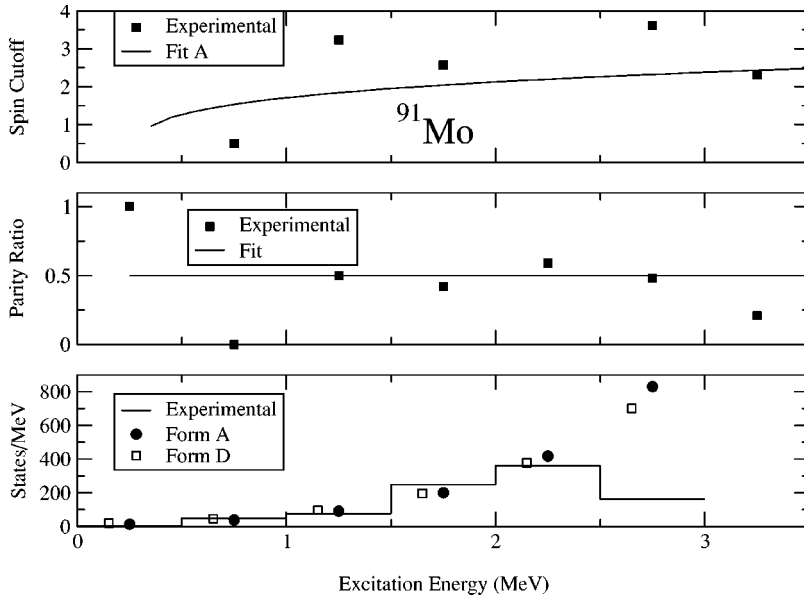 4
3
2
1
0
Spin Cutoff
Experimental
Fit A
91Mo
1
0.5
0
Parity Ratio
Experimental
Fit
800
600
400
200
0
States/MeV
Experimental
Form A
Form D
0 1 2 3
Excitation Energy (MeV)